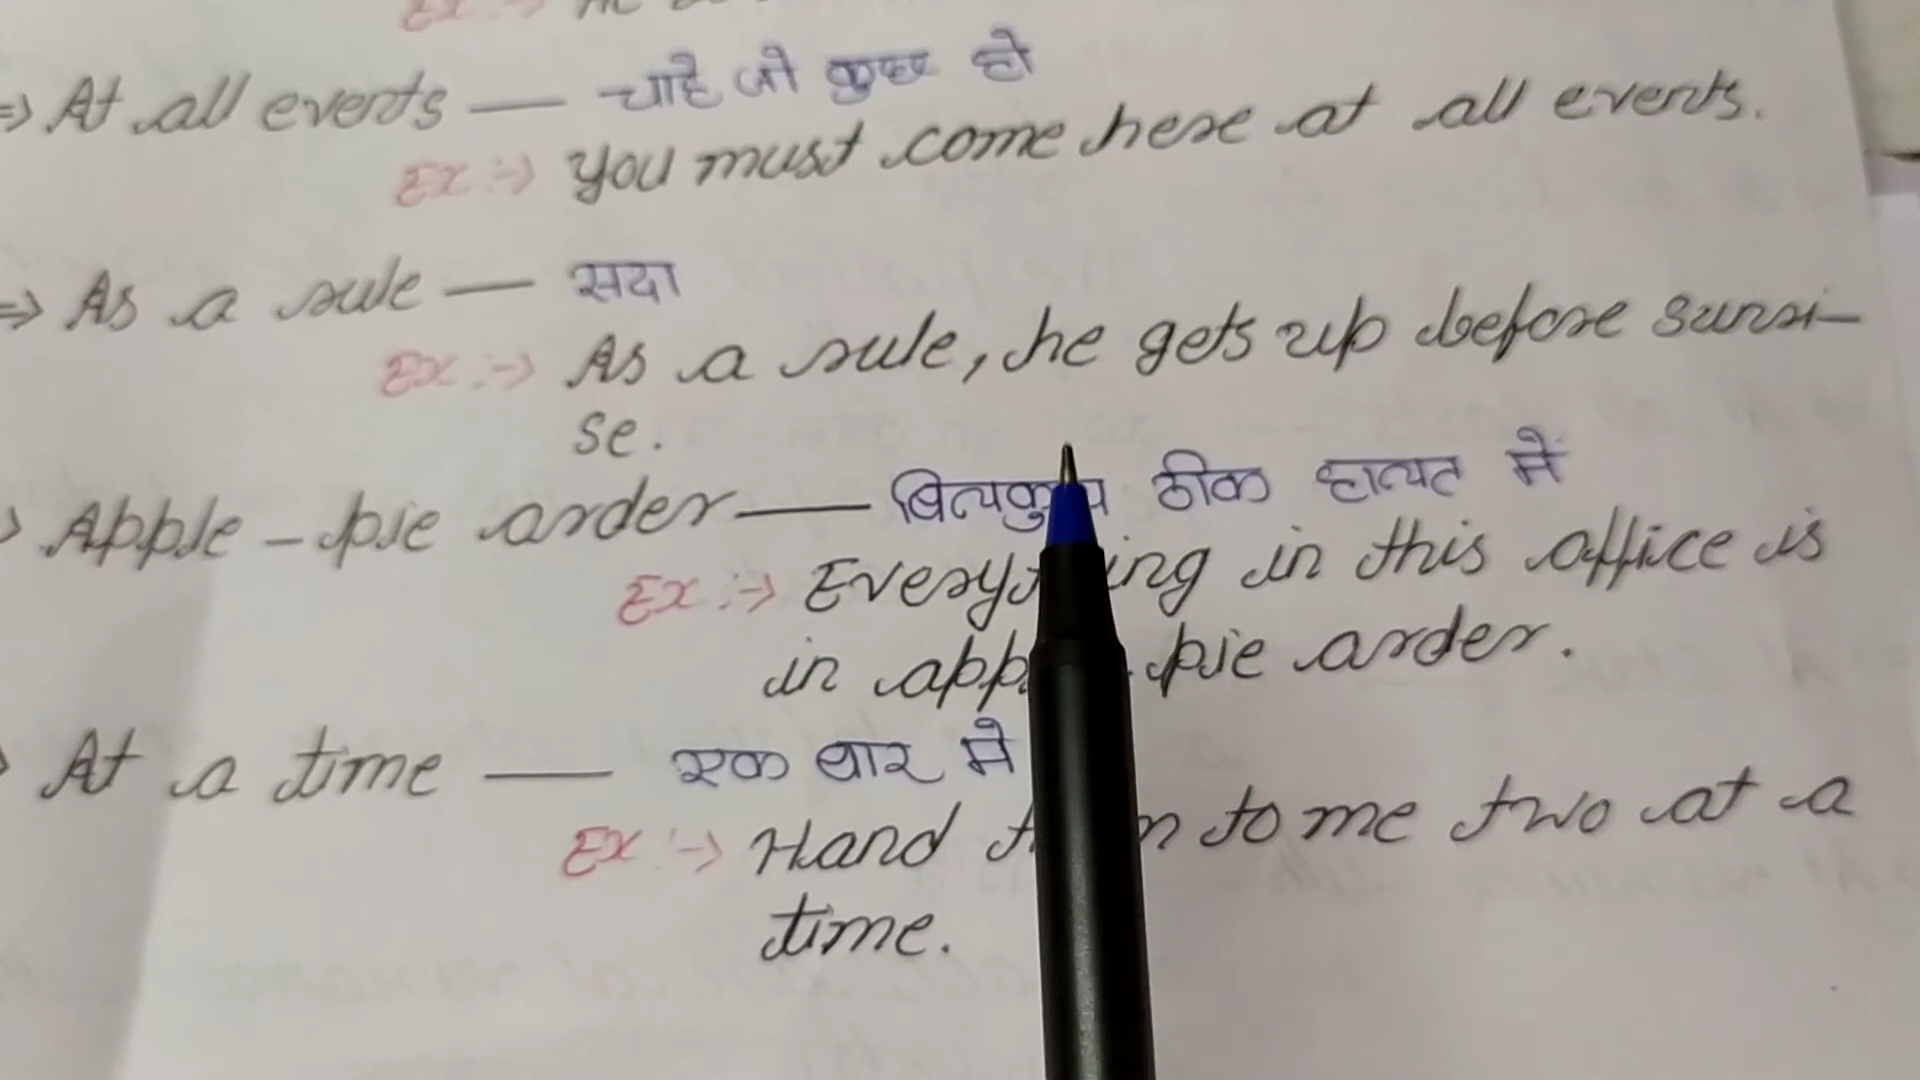 Ex :→
⇒ At all events — चाहे जो कुछ हो
Ex :→ You must come here at all events.
⇒ As a rule — सदा
Ex :→ As a rule, he gets up before sunri-
se.
Apple-pie order — ठीक हालत में
Ex :→ in this office is
in pie order.
At a time — एक बार में
Ex :→ Hand to me two at a
time.